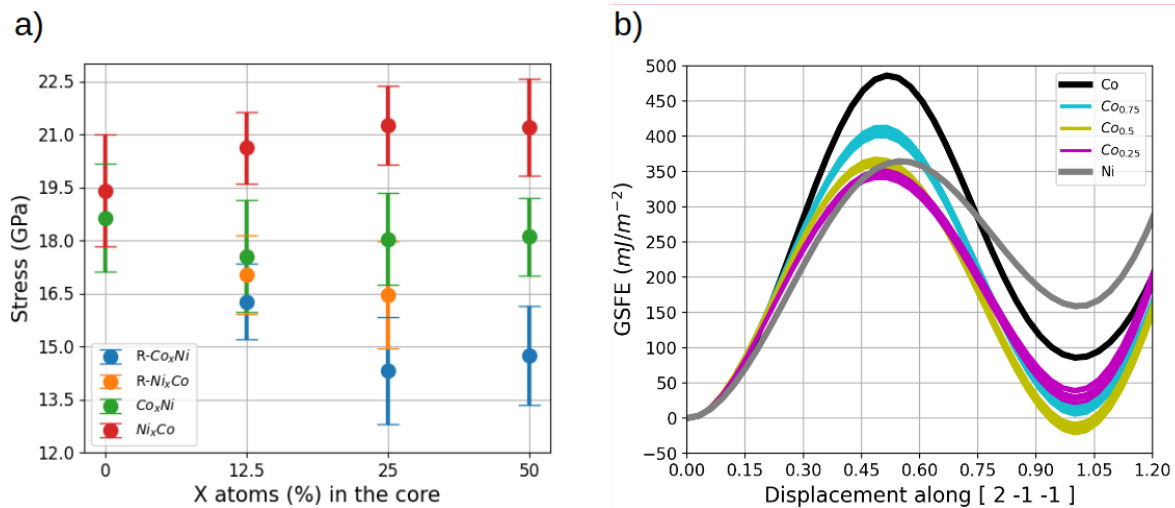 a)
Stress (GPa)
22.5
21.0
19.5
18.0
16.5
15.0
13.5
12.0
R-CoxNi
R-NixCo
CoxNi
NixCo
0 12.5 25 50
X atoms (%) in the core
b)
GSFE (mJ/m⁻²)
500
450
400
350
300
250
200
150
100
50
0
−50
Co
Co0.75
Co0.5
Co0.25
Ni
0.00 0.15 0.30 0.45 0.60 0.75 0.90 1.05 1.20
Displacement along [ 2 -1 -1 ]